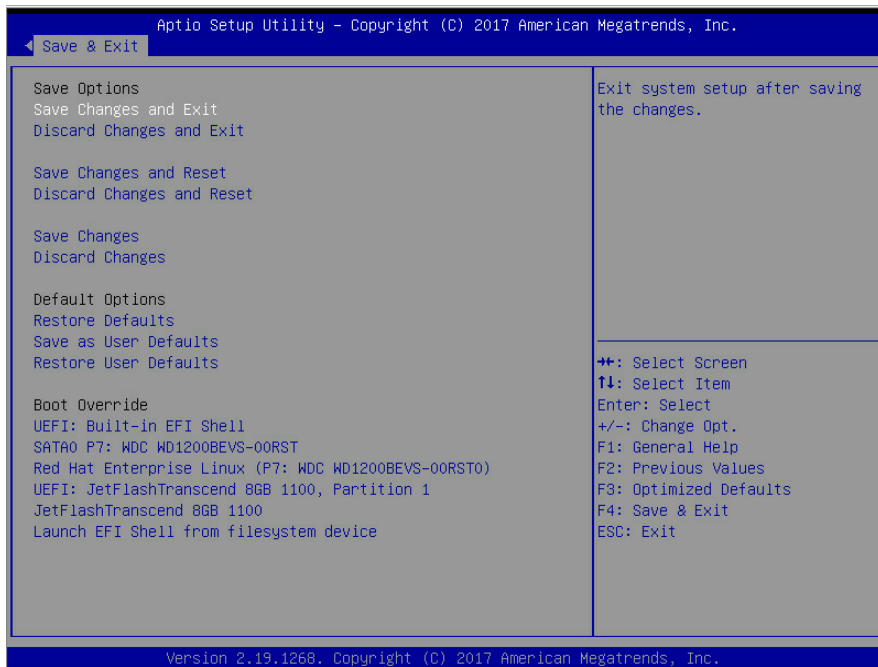 Aptio Setup Utility – Copyright (C) 2017 American Megatrends, Inc.
Save & Exit
Save Options
Save Changes and Exit
Discard Changes and Exit
Save Changes and Reset
Discard Changes and Reset
Save Changes
Discard Changes
Default Options
Restore Defaults
Save as User Defaults
Restore User Defaults
Boot Override
UEFI: Built-in EFI Shell
SATA0 P7: WDC WD1200BEVS-00RST
Red Hat Enterprise Linux (P7: WDC WD1200BEVS-00RST0)
UEFI: JetFlashTranscend 8GB 1100, Partition 1
JetFlashTranscend 8GB 1100
Launch EFI Shell from filesystem device
Exit system setup after saving
the changes.
→←: Select Screen
↑↓: Select Item
Enter: Select
+/-: Change Opt.
F1: General Help
F2: Previous Values
F3: Optimized Defaults
F4: Save & Exit
ESC: Exit
Version 2.19.1268. Copyright (C) 2017 American Megatrends, Inc.